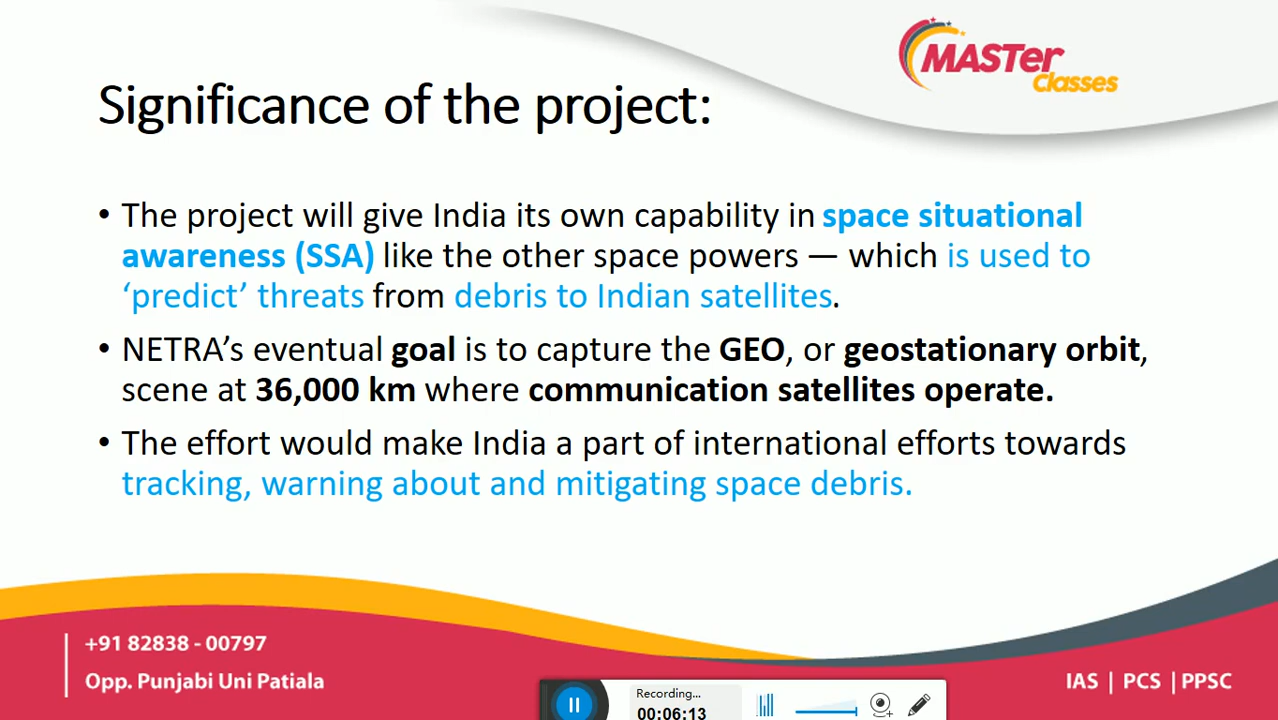 MASTer
Classes
Significance of the project:
• The project will give India its own capability in space situational
awareness (SSA) like the other space powers — which is used to
‘predict’ threats from debris to Indian satellites.
• NETRA’s eventual goal is to capture the GEO, or geostationary orbit,
scene at 36,000 km where communication satellites operate.
• The effort would make India a part of international efforts towards
tracking, warning about and mitigating space debris.
+91 82838 - 00797
Opp. Punjabi Uni Patiala
IAS | PCS | PPSC
Recording...
00:06:13